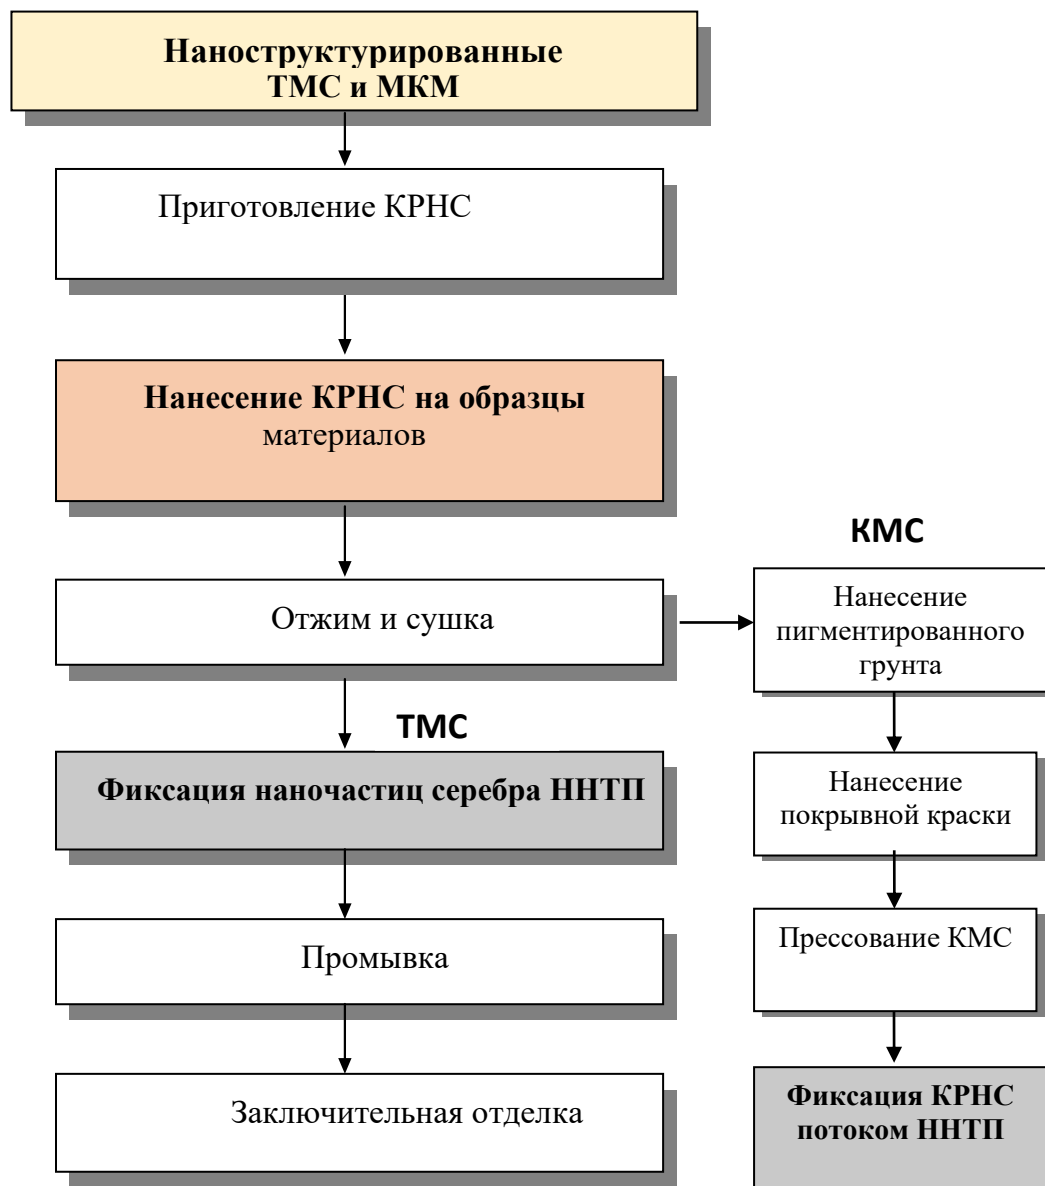 Наноструктурированные
ТМС и МКМ
Приготовление КРНС
Нанесение КРНС на образцы
материалов
Отжим и сушка
ТМС
Фиксация наночастиц серебра ННТП
Промывка
Заключительная отделка
КМС
Нанесение
пигментированного
грунта
Нанесение
покрывной краски
Прессование КМС
Фиксация КРНС
потоком ННТП